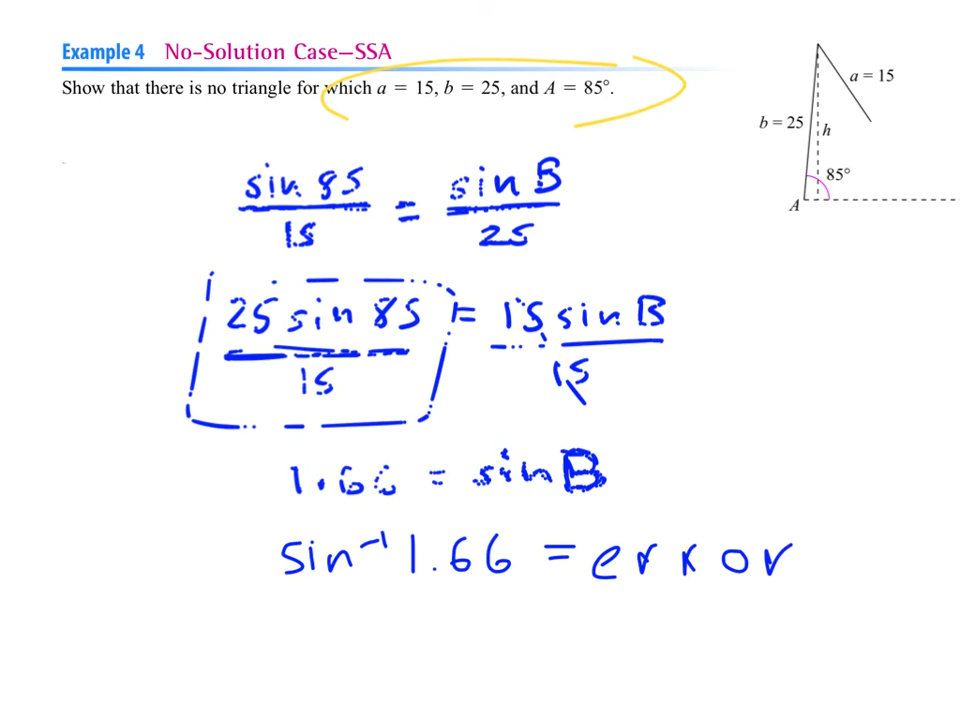 Example 4 No-Solution Case—SSA
Show that there is no triangle for which a = 15, b = 25, and A = 85°.
a = 15
b = 25
h
85°
A
sin 85 / 15 = sin B / 25
25 sin 85 / 15 = 15 sin B / 15
1.66 = sin B
sin⁻¹ 1.66 = error